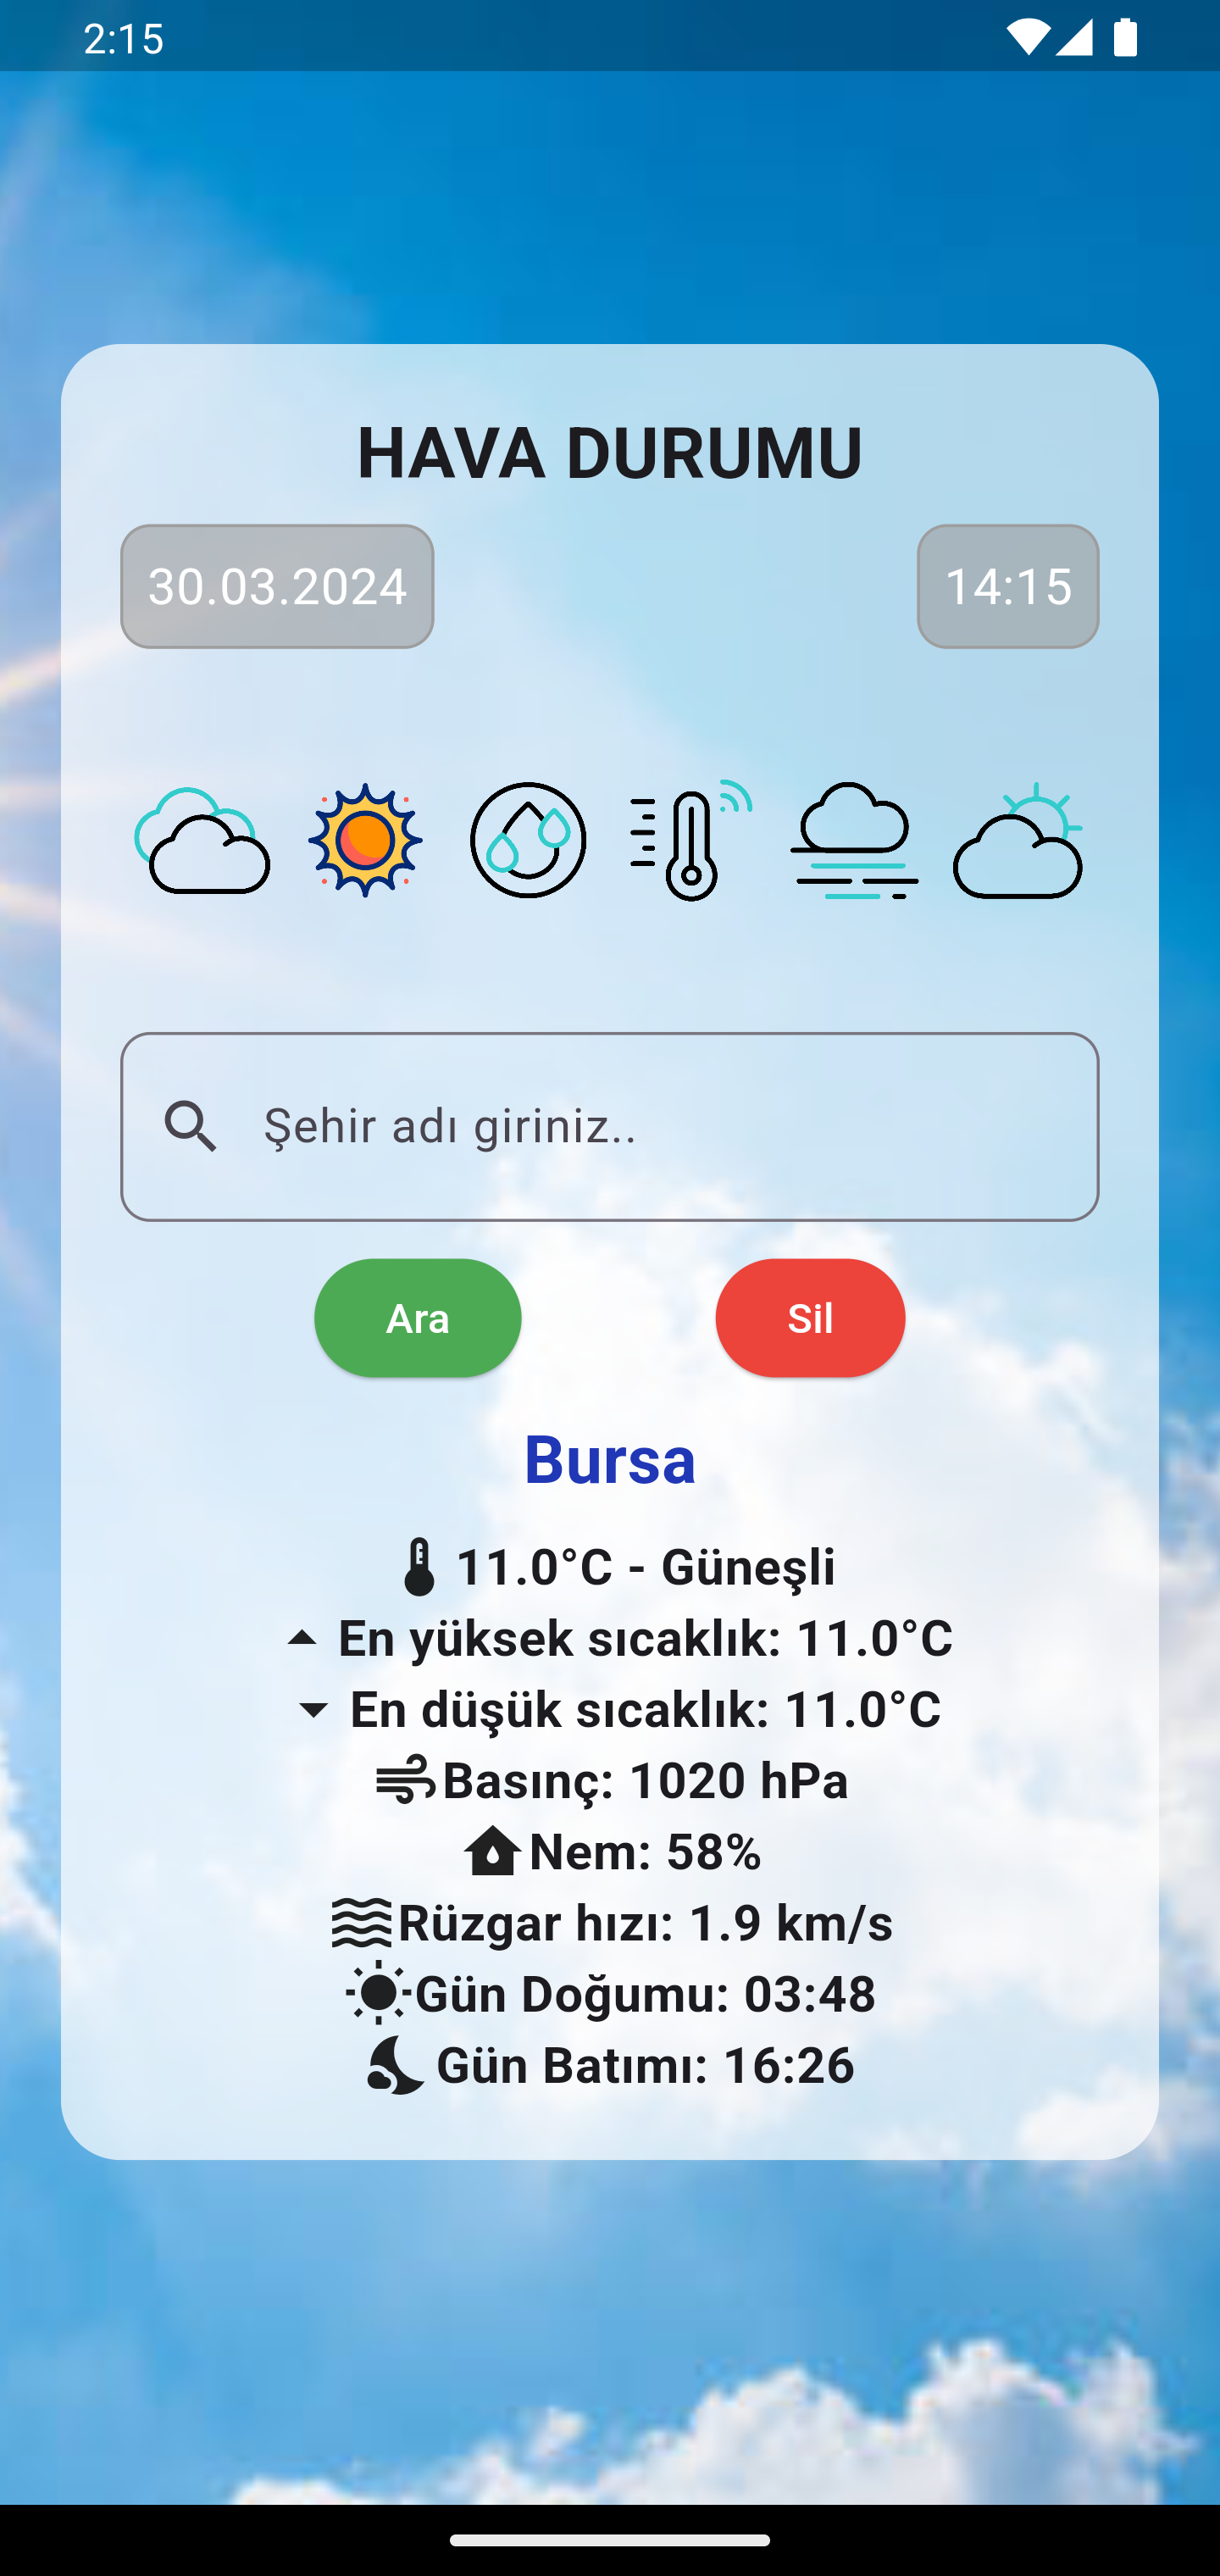 2:15
HAVA DURUMU
30.03.2024 14:15
Şehir adı giriniz..
Ara Sil
Bursa
11.0°C - Güneşli
En yüksek sıcaklık: 11.0°C
En düşük sıcaklık: 11.0°C
Basınç: 1020 hPa
Nem: 58%
Rüzgar hızı: 1.9 km/s
Gün Doğumu: 03:48
Gün Batımı: 16:26